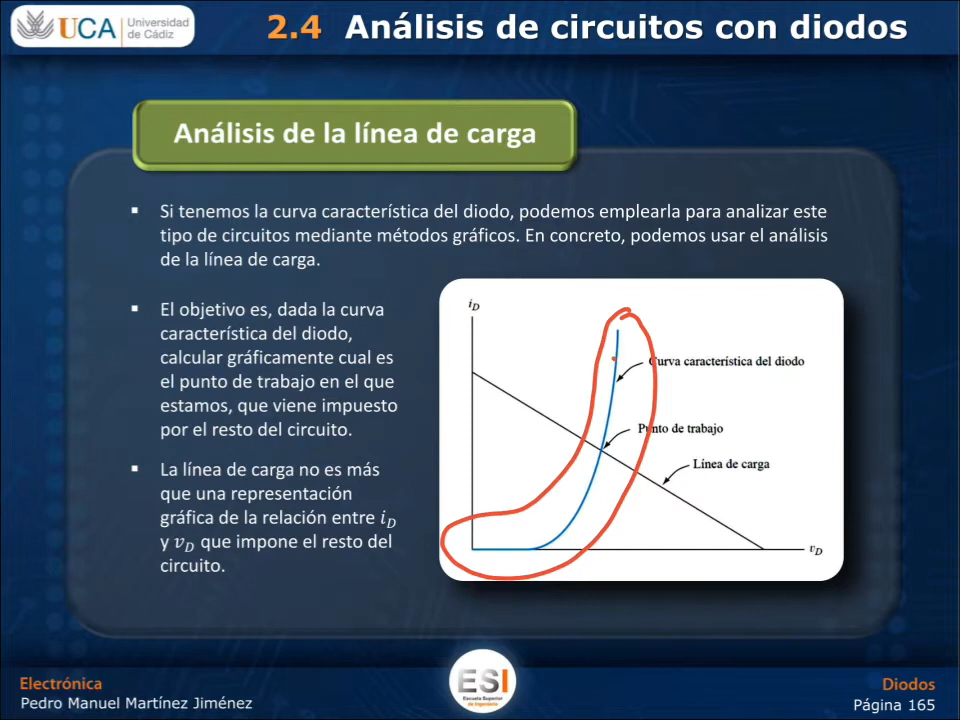 UCA Universidad de Cádiz
2.4 Análisis de circuitos con diodos
Análisis de la línea de carga
▪ Si tenemos la curva característica del diodo, podemos emplearla para analizar este
tipo de circuitos mediante métodos gráficos. En concreto, podemos usar el análisis
de la línea de carga.
▪ El objetivo es, dada la curva
característica del diodo,
calcular gráficamente cual es
el punto de trabajo en el que
estamos, que viene impuesto
por el resto del circuito.
▪ La línea de carga no es más
que una representación
gráfica de la relación entre i_D
y v_D que impone el resto del
circuito.
i_D
Curva característica del diodo
Punto de trabajo
Línea de carga
v_D
Electrónica
Pedro Manuel Martínez Jiménez
ESI
Escuela Superior
de Ingeniería
Diodos
Página 165